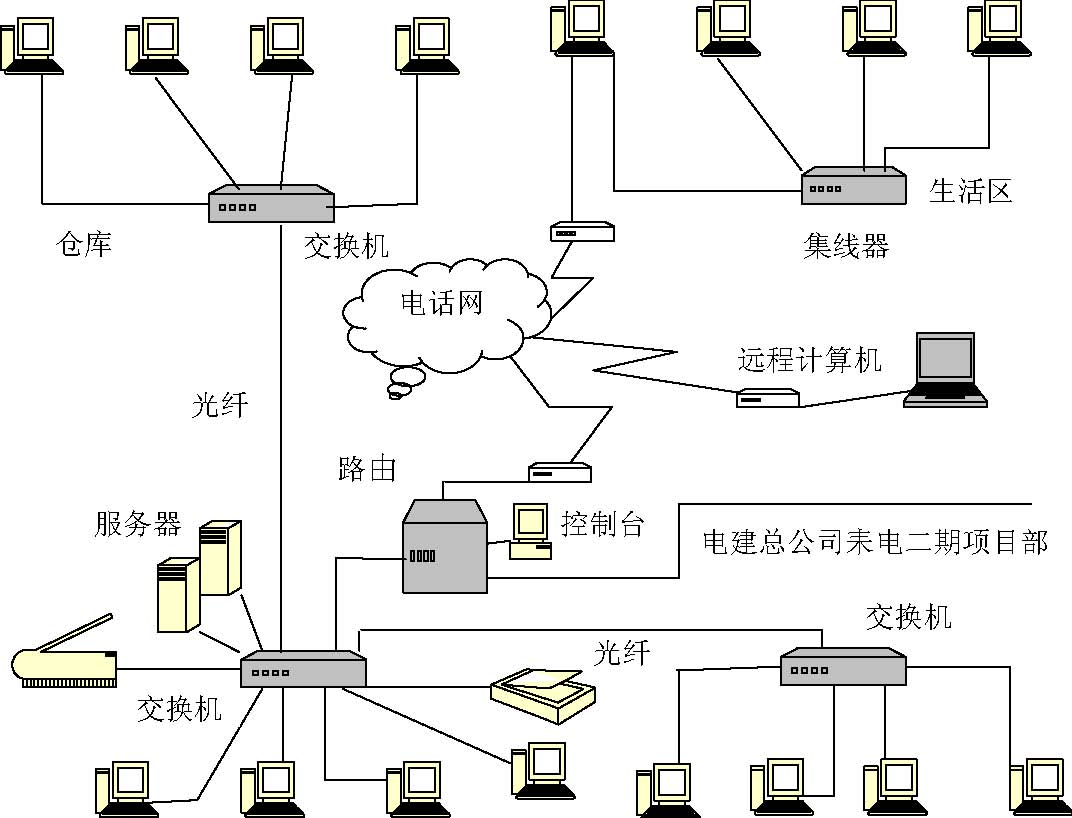 生活区
仓库
交换机
集线器
电话网
远程计算机
光纤
路由
服务器
控制台
电建总公司耒电二期项目部
交换机
光纤
交换机